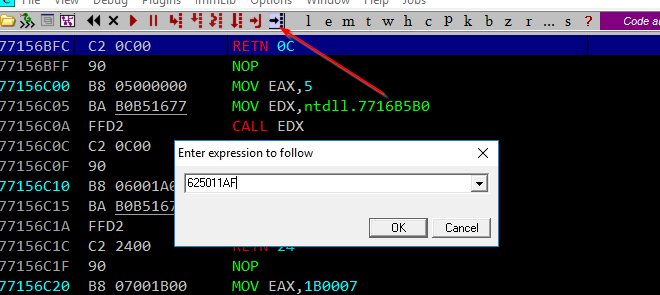 C File View Debug Plugins ImmLib Options Window Help Jobs
l e m t w h c p k b z r ... s ? Code au
77156BFC C2 0C00 RETN 0C
77156BFF 90 NOP
77156C00 B8 05000000 MOV EAX,5
77156C05 BA B0B51677 MOV EDX,ntdll.7716B5B0
77156C0A FFD2 CALL EDX
77156C0C C2 0C00
77156C0F 90
77156C10 B8 06001A0
77156C15 BA B0B5167
77156C1A FFD2
77156C1C C2 2400 RETN 24
77156C1F 90 NOP
77156C20 B8 07001B00 MOV EAX,1B0007
Enter expression to follow
625011AF
OK Cancel